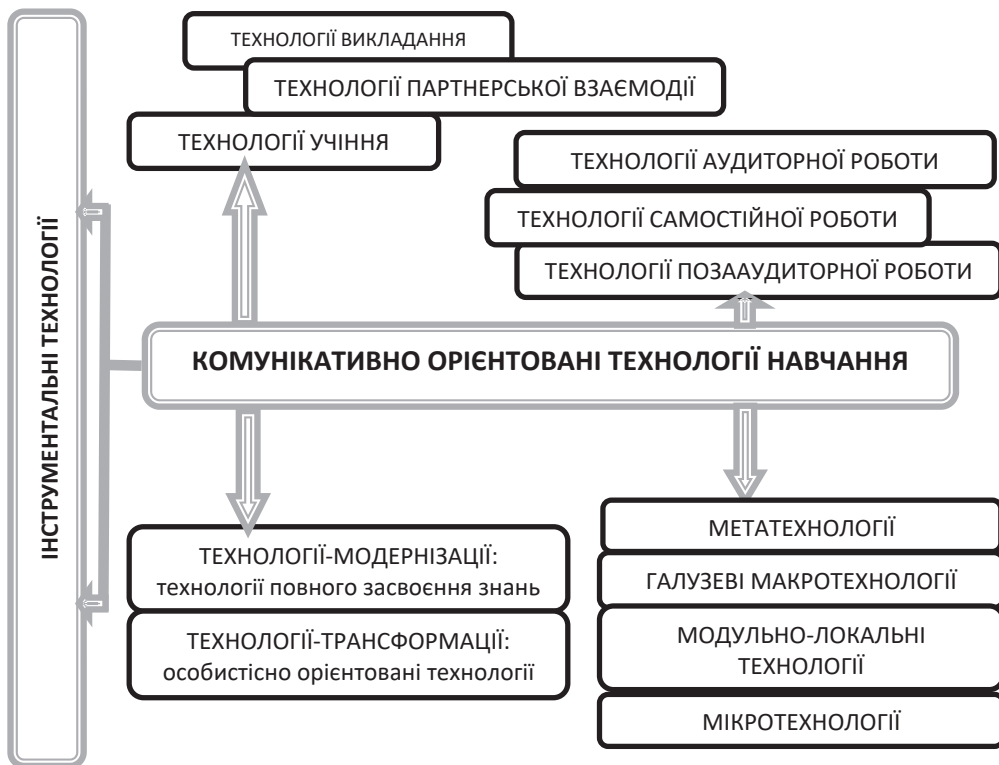 ІНСТРУМЕНТАЛЬНІ ТЕХНОЛОГІЇ
ТЕХНОЛОГІЇ ВИКЛАДАННЯ
ТЕХНОЛОГІЇ ПАРТНЕРСЬКОЇ ВЗАЄМОДІЇ
ТЕХНОЛОГІЇ УЧІННЯ
ТЕХНОЛОГІЇ АУДИТОРНОЇ РОБОТИ
ТЕХНОЛОГІЇ САМОСТІЙНОЇ РОБОТИ
ТЕХНОЛОГІЇ ПОЗААУДИТОРНОЇ РОБОТИ
КОМУНІКАТИВНО ОРІЄНТОВАНІ ТЕХНОЛОГІЇ НАВЧАННЯ
ТЕХНОЛОГІЇ-МОДЕРНІЗАЦІЇ:
технології повного засвоєння знань
ТЕХНОЛОГІЇ-ТРАНСФОРМАЦІЇ:
особистісно орієнтовані технології
МЕТАТЕХНОЛОГІЇ
ГАЛУЗЕВІ МАКРОТЕХНОЛОГІЇ
МОДУЛЬНО-ЛОКАЛЬНІ
ТЕХНОЛОГІЇ
МІКРОТЕХНОЛОГІЇ